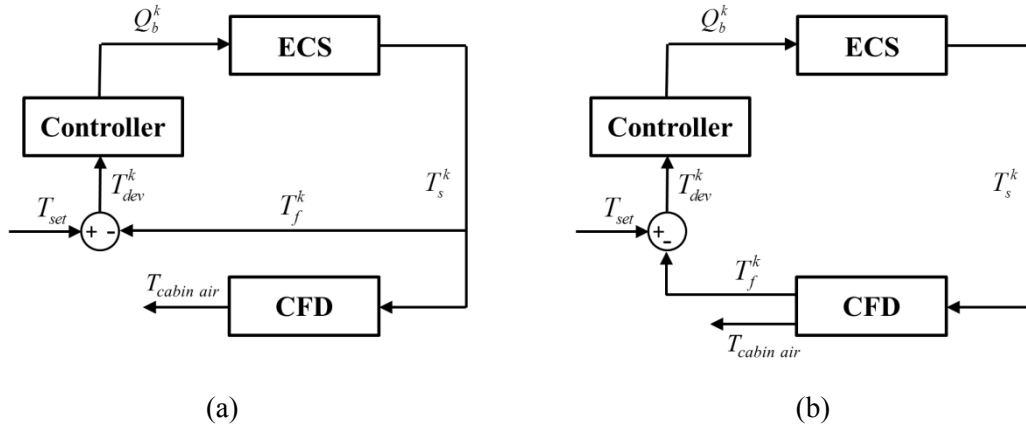 Q_b^k
ECS
Controller
T_dev^k
T_s^k
T_set
T_f^k
+ -
T_cabin air
CFD
(a)
Q_b^k
ECS
Controller
T_dev^k
T_s^k
T_set
+
-
T_f^k
CFD
T_cabin air
(b)